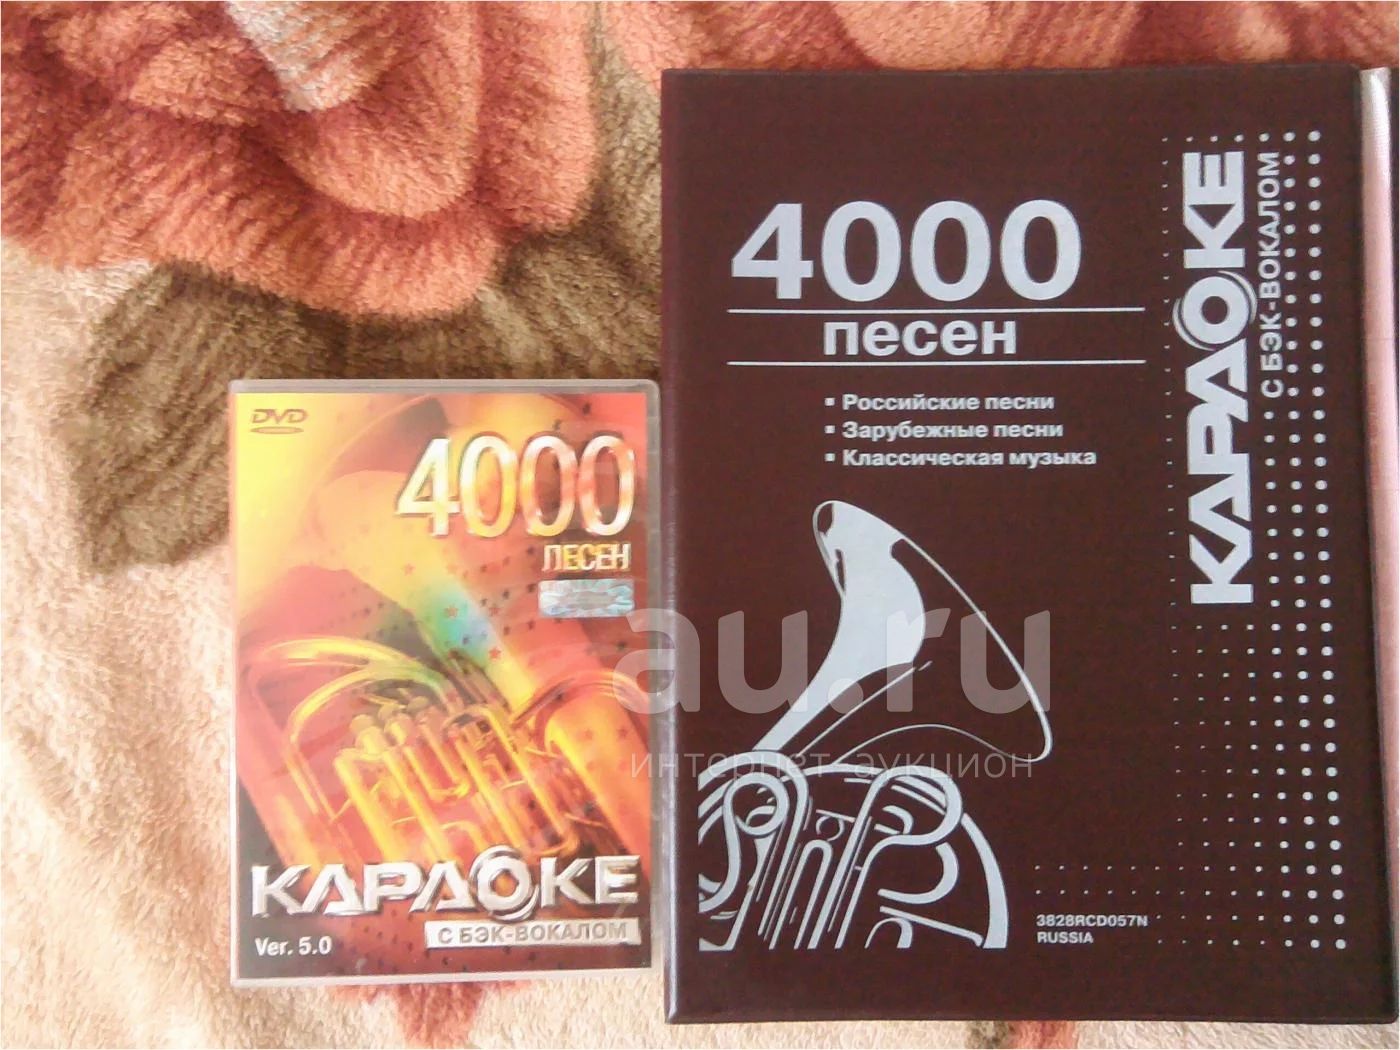 DVD
4000
ПЕСЕН
КАРАОКЕ
С БЭК-ВОКАЛОМ
Ver. 5.0
4000
песен
▪ Российские песни
▪ Зарубежные песни
▪ Классическая музыка
КАРАОКЕ
С БЭК-ВОКАЛОМ
3828RCD057N
RUSSIA
au.ru
интернет-аукцион